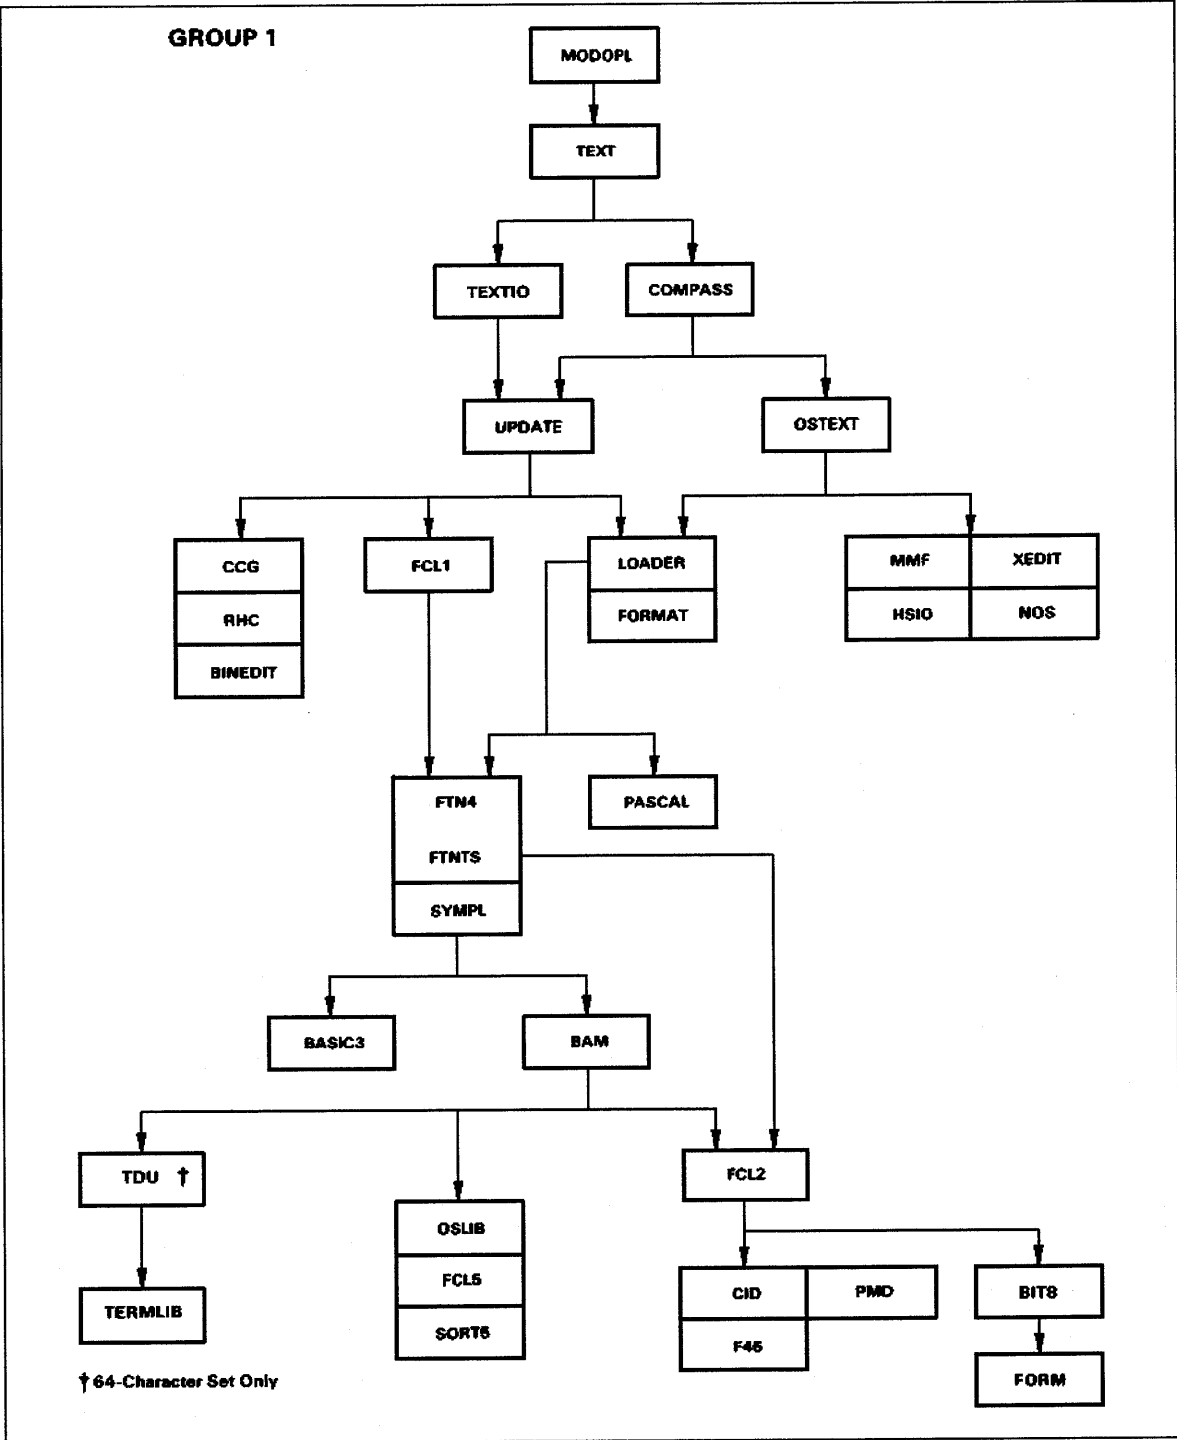 GROUP 1
MODOPL
TEXT
TEXTIO
COMPASS
UPDATE
OSTEXT
CCG
RHC
BINEDIT
FCL1
LOADER
FORMAT
MMF
XEDIT
HSIO
NOS
FTN4
FTNTS
SYMPL
PASCAL
BASIC3
BAM
TDU †
TERMLIB
OSLIB
FCL5
SORT5
FCL2
CID
PMD
F45
BIT8
FORM
† 64-Character Set Only